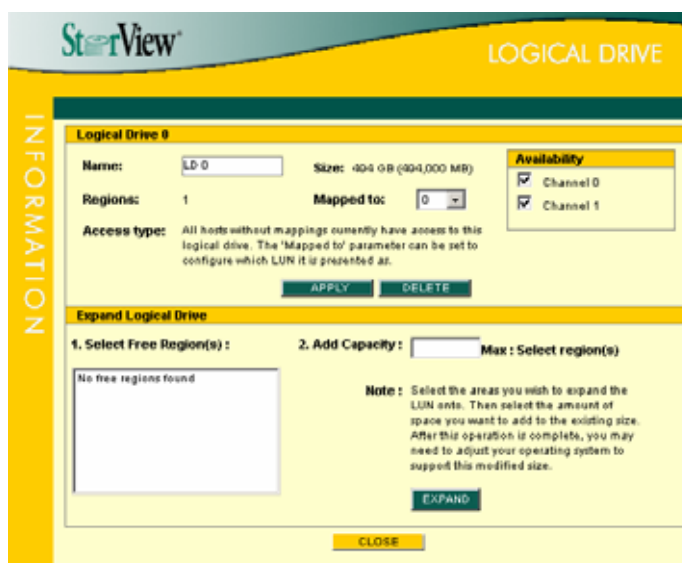 StorView
LOGICAL DRIVE
INFORMATION
Logical Drive 0
Name: LD 0
Size: 494 GB (494,000 MB)
Availability
Channel 0
Channel 1
Regions: 1
Mapped to: 0
Access type: All hosts without mappings currently have access to this
logical drive. The 'Mapped to' parameter can be set to
configure which LUN it is presented as.
APPLY DELETE
Expand Logical Drive
1. Select Free Region(s) :
No free regions found
2. Add Capacity : Max : Select region(s)
Note : Select the areas you wish to expand the
LUN onto. Then select the amount of
space you want to add to the existing size.
After this operation is complete, you may
need to adjust your operating system to
support this modified size.
EXPAND
CLOSE